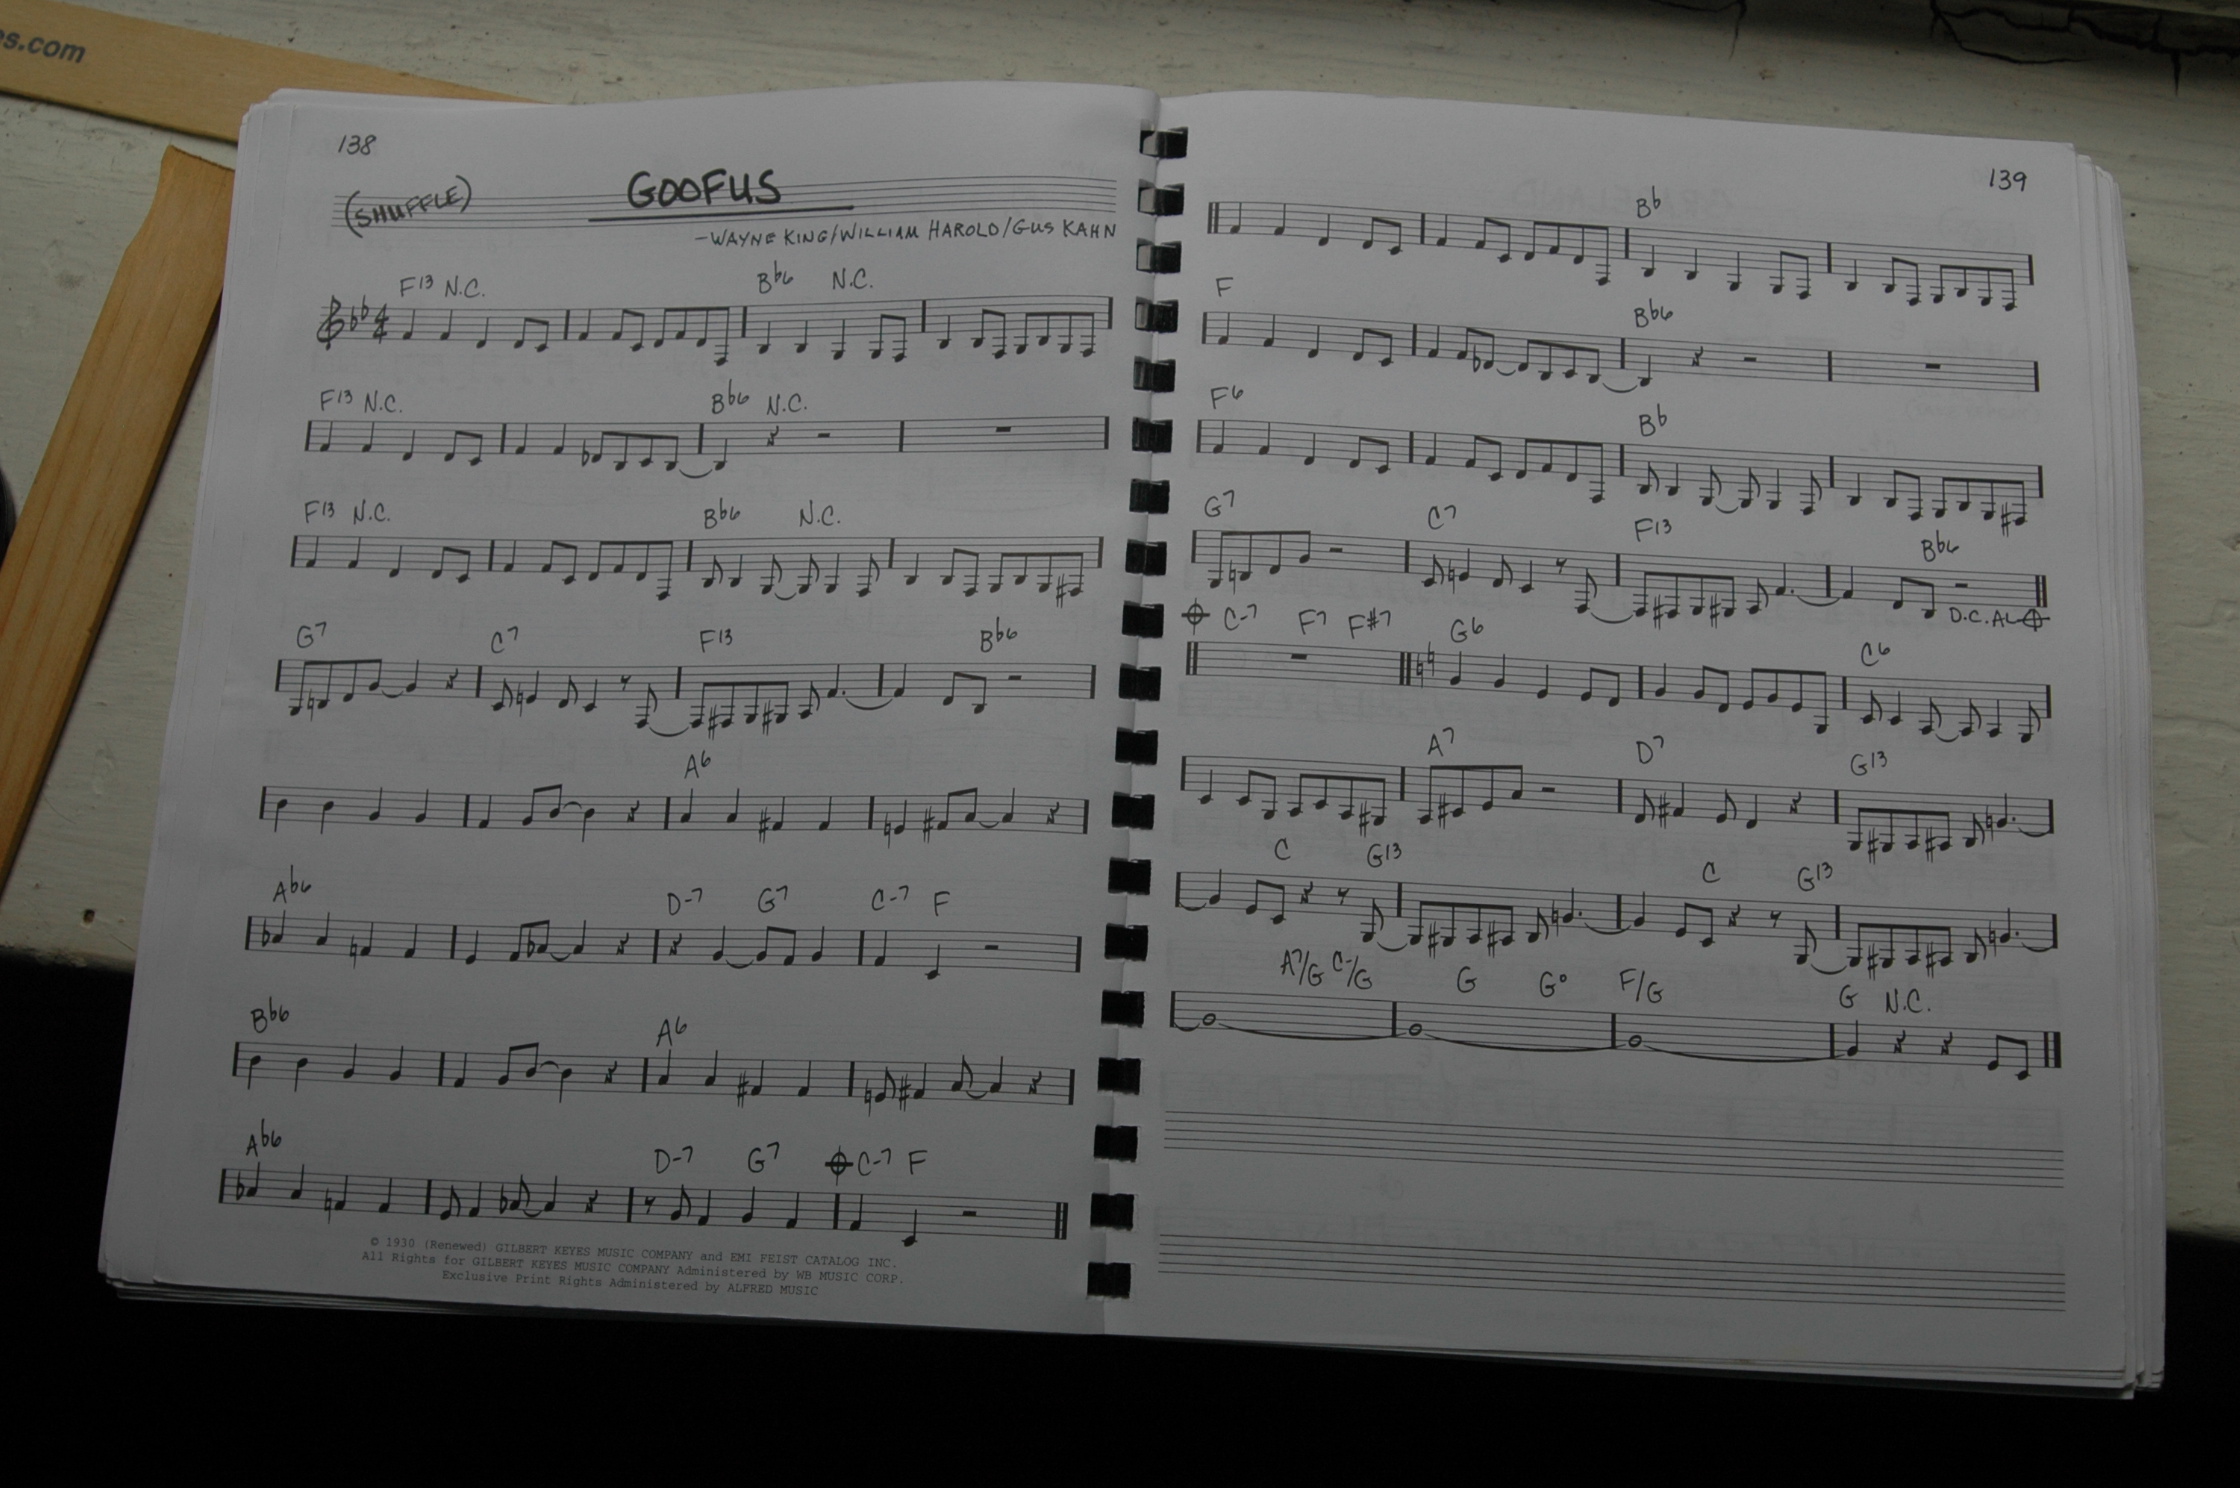 s.com
138
GOOFUS
(SHUFFLE)
-WAYNE KING/WILLIAM HAROLD/GUS KAHN
F13 N.C. Bb6 N.C.
4
4
F13 N.C. Bb6 N.C.
F13 N.C. Bb6 N.C.
G7 C7 F13 Bb6
A6
Ab6 D-7 G7 C-7 F
Bb6 A6
Ab6 D-7 G7 C-7 F
© 1930 (Renewed) GILBERT KEYES MUSIC COMPANY and EMI FEIST CATALOG INC.
All Rights for GILBERT KEYES MUSIC COMPANY Administered by WB MUSIC CORP.
Exclusive Print Rights Administered by ALFRED MUSIC
139
Bb
F Bb6
F6 Bb
G7 C7 F13 Bb6
D.C. AL
C-7 F7 F#7 G6 C6
A7 D7 G13
C G13 C G13
A7/G C-/G G G° F/G G N.C.